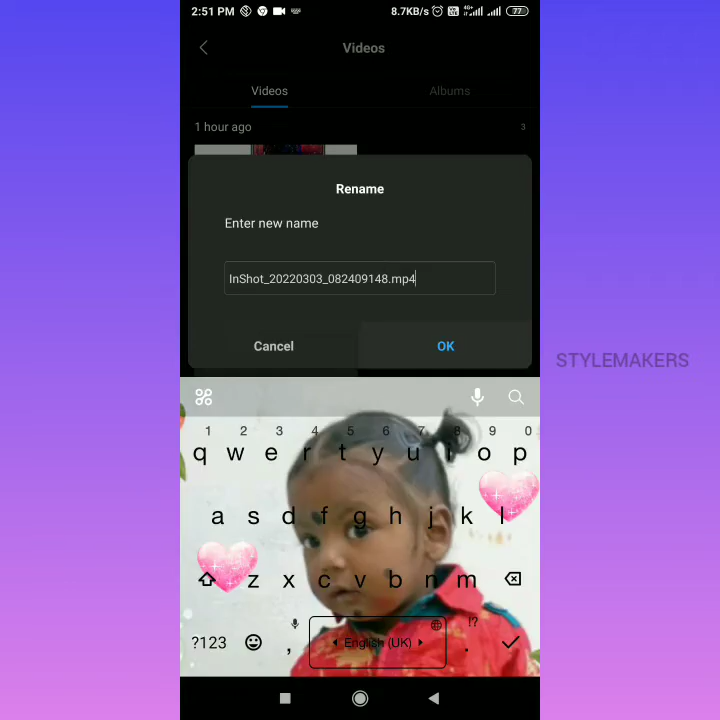 2:51 PM 8.7KB/s 4G+ 77
Videos
Videos Albums
1 hour ago 3
Rename
Enter new name
InShot_20220303_082409148.mp4
Cancel OK
STYLEMAKERS
1 2 3 4 5 6 7 8 9 0
q w e r t y u i o p
a s d f g h j k l
z x c v b n m
!?
?123 , English (UK) .